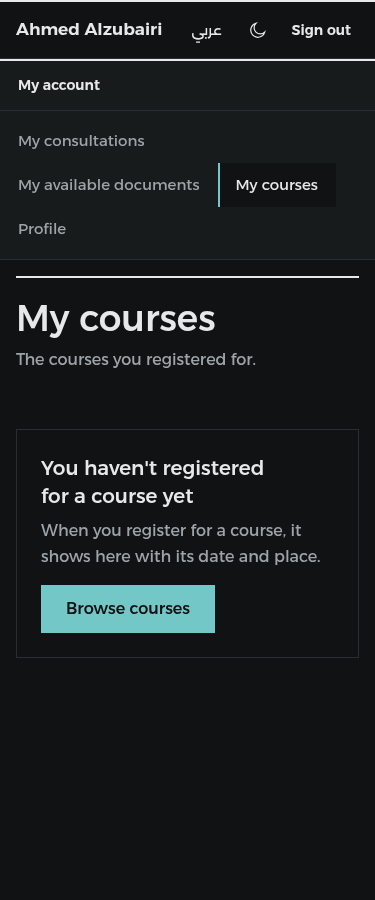 Ahmed Alzubairi عربي Sign out
My account
My consultations
My available documents My courses
Profile
My courses
The courses you registered for.
You haven't registered
for a course yet
When you register for a course, it
shows here with its date and place.
Browse courses